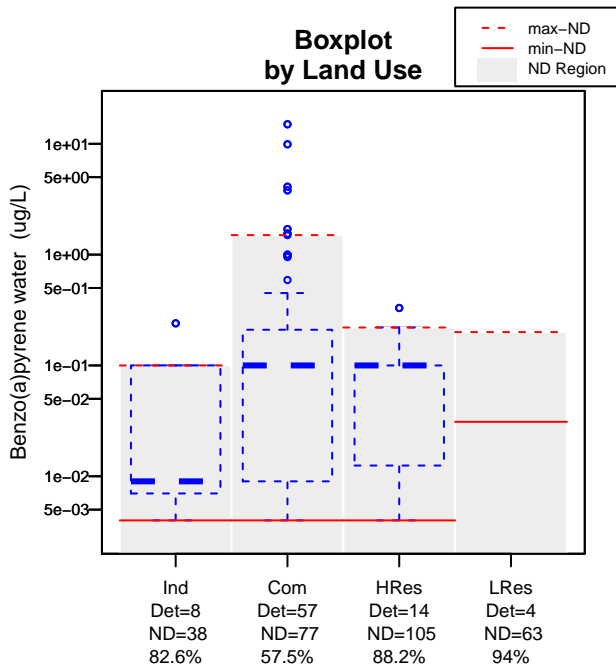 Boxplot
by Land Use
max−ND
min−ND
ND Region
Benzo(a)pyrene water (ug/L)
1e+01
5e+00
1e+00
5e−01
1e−01
5e−02
1e−02
5e−03
Ind Com HRes LRes
Det=8 Det=57 Det=14 Det=4
ND=38 ND=77 ND=105 ND=63
82.6% 57.5% 88.2% 94%